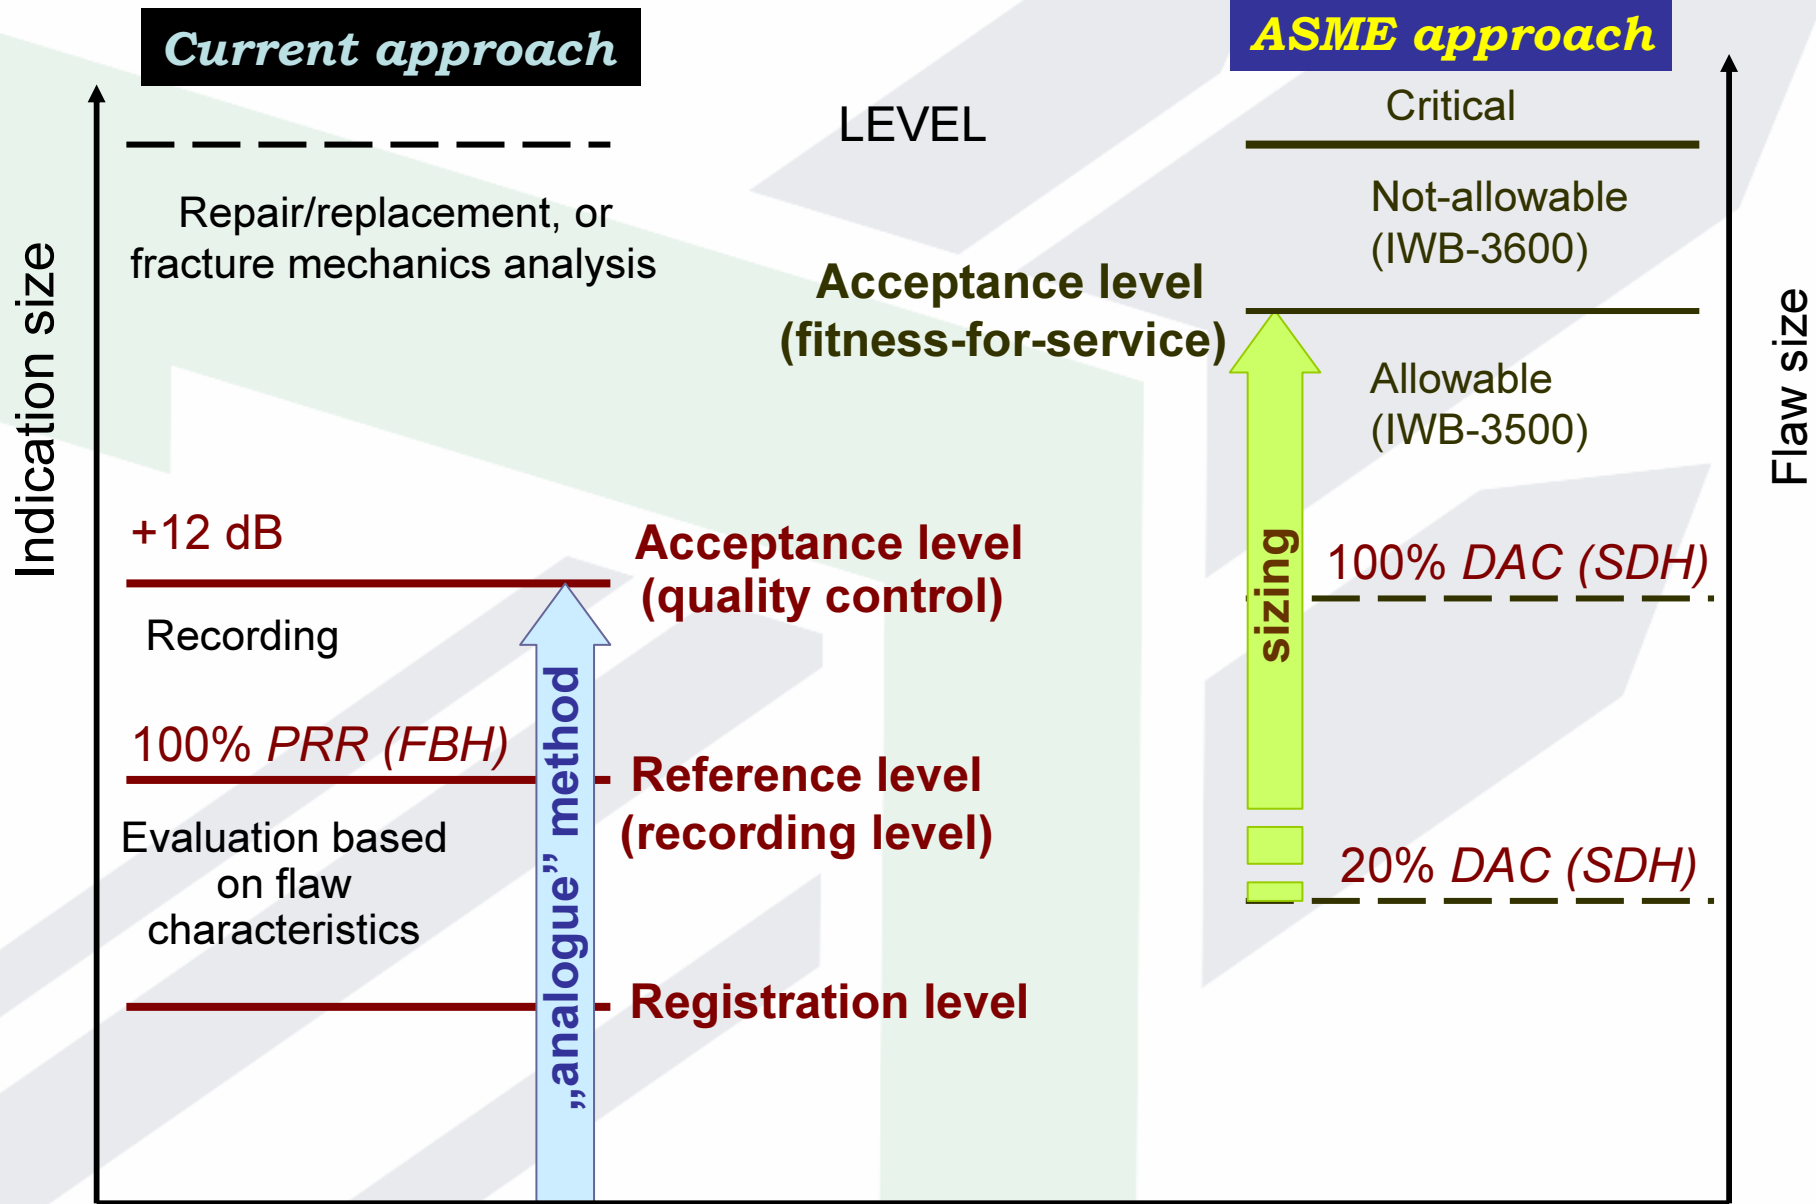 Current approach
ASME approach
LEVEL
Indication size
Repair/replacement, or
fracture mechanics analysis
+12 dB
Recording
100% PRR (FBH)
Evaluation based
on flaw
characteristics
„analogue” method
Acceptance level
(fitness-for-service)
Acceptance level
(quality control)
Reference level
(recording level)
Registration level
Critical
Not-allowable
(IWB-3600)
Allowable
(IWB-3500)
sizing
100% DAC (SDH)
20% DAC (SDH)
Flaw size